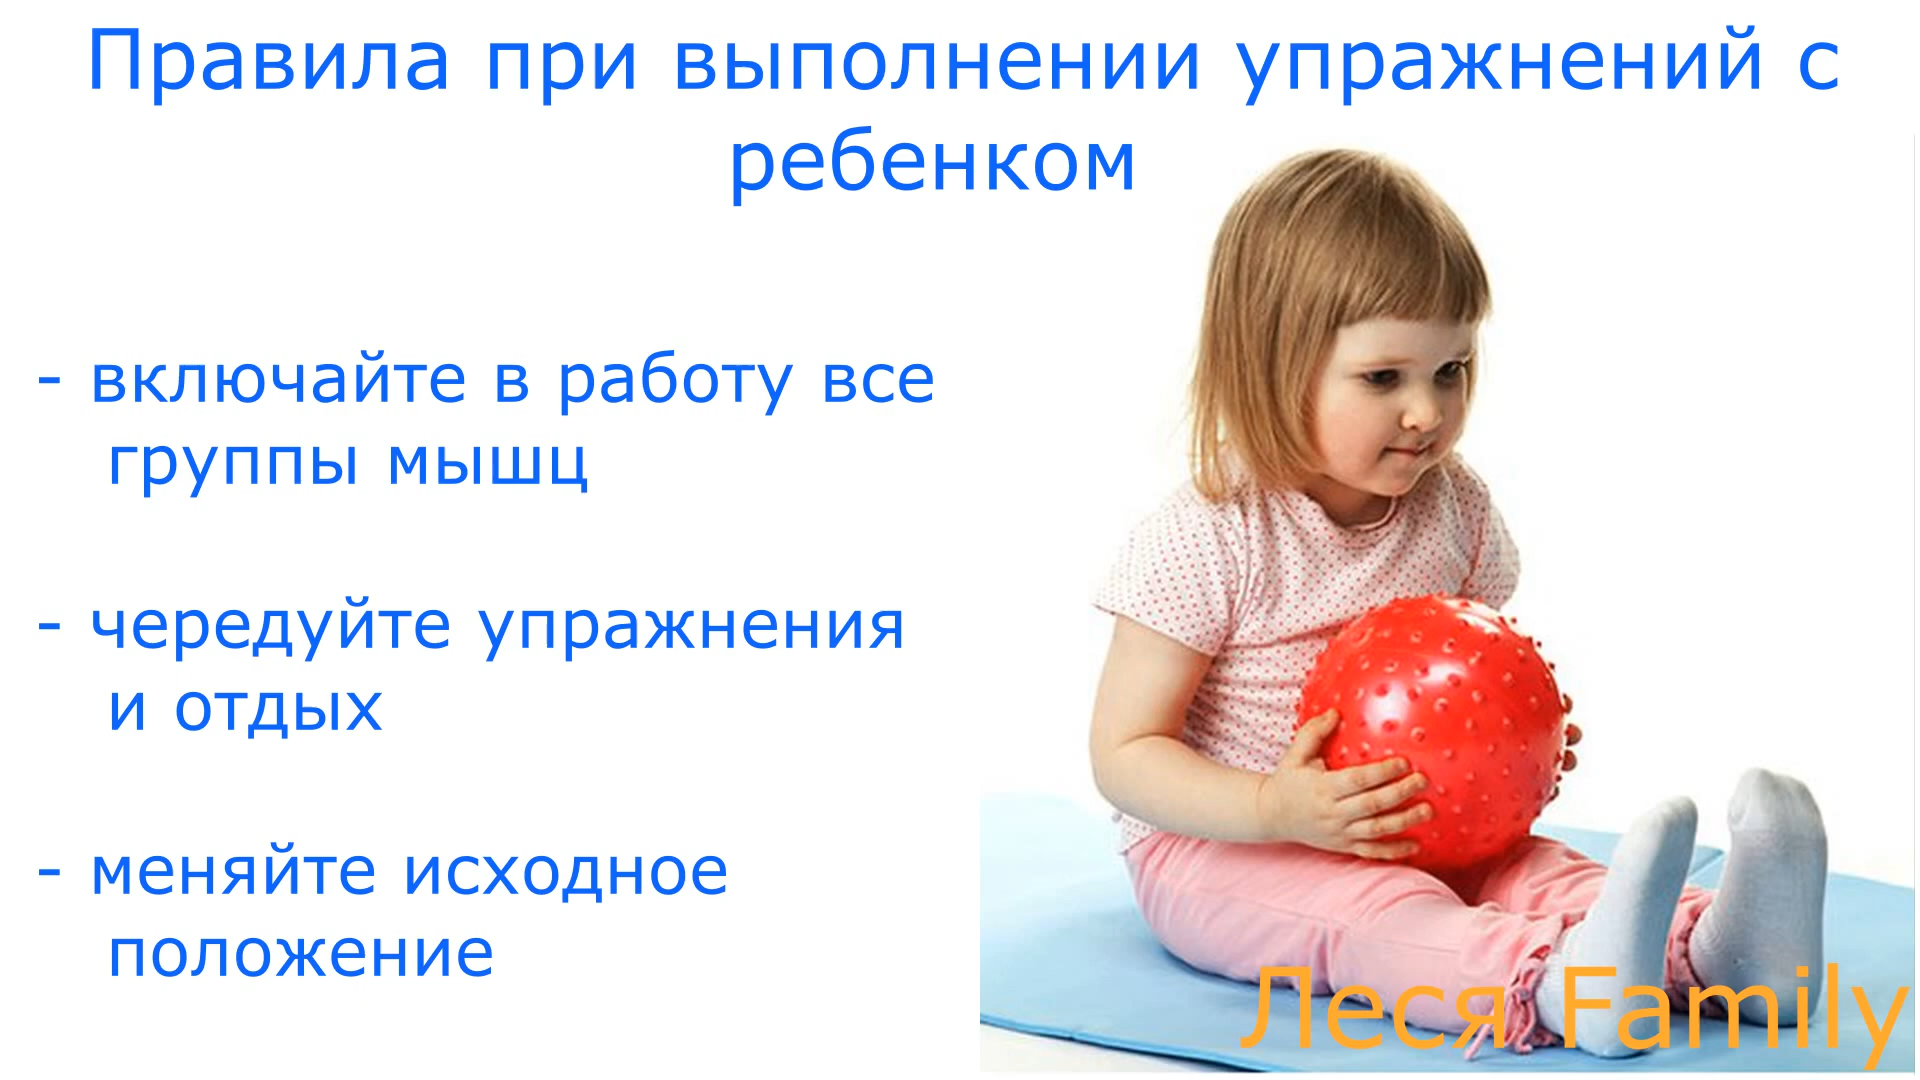 Правила при выполнении упражнений с
ребенком
- включайте в работу все
группы мышц
- чередуйте упражнения
и отдых
- меняйте исходное
положение
Леся Family